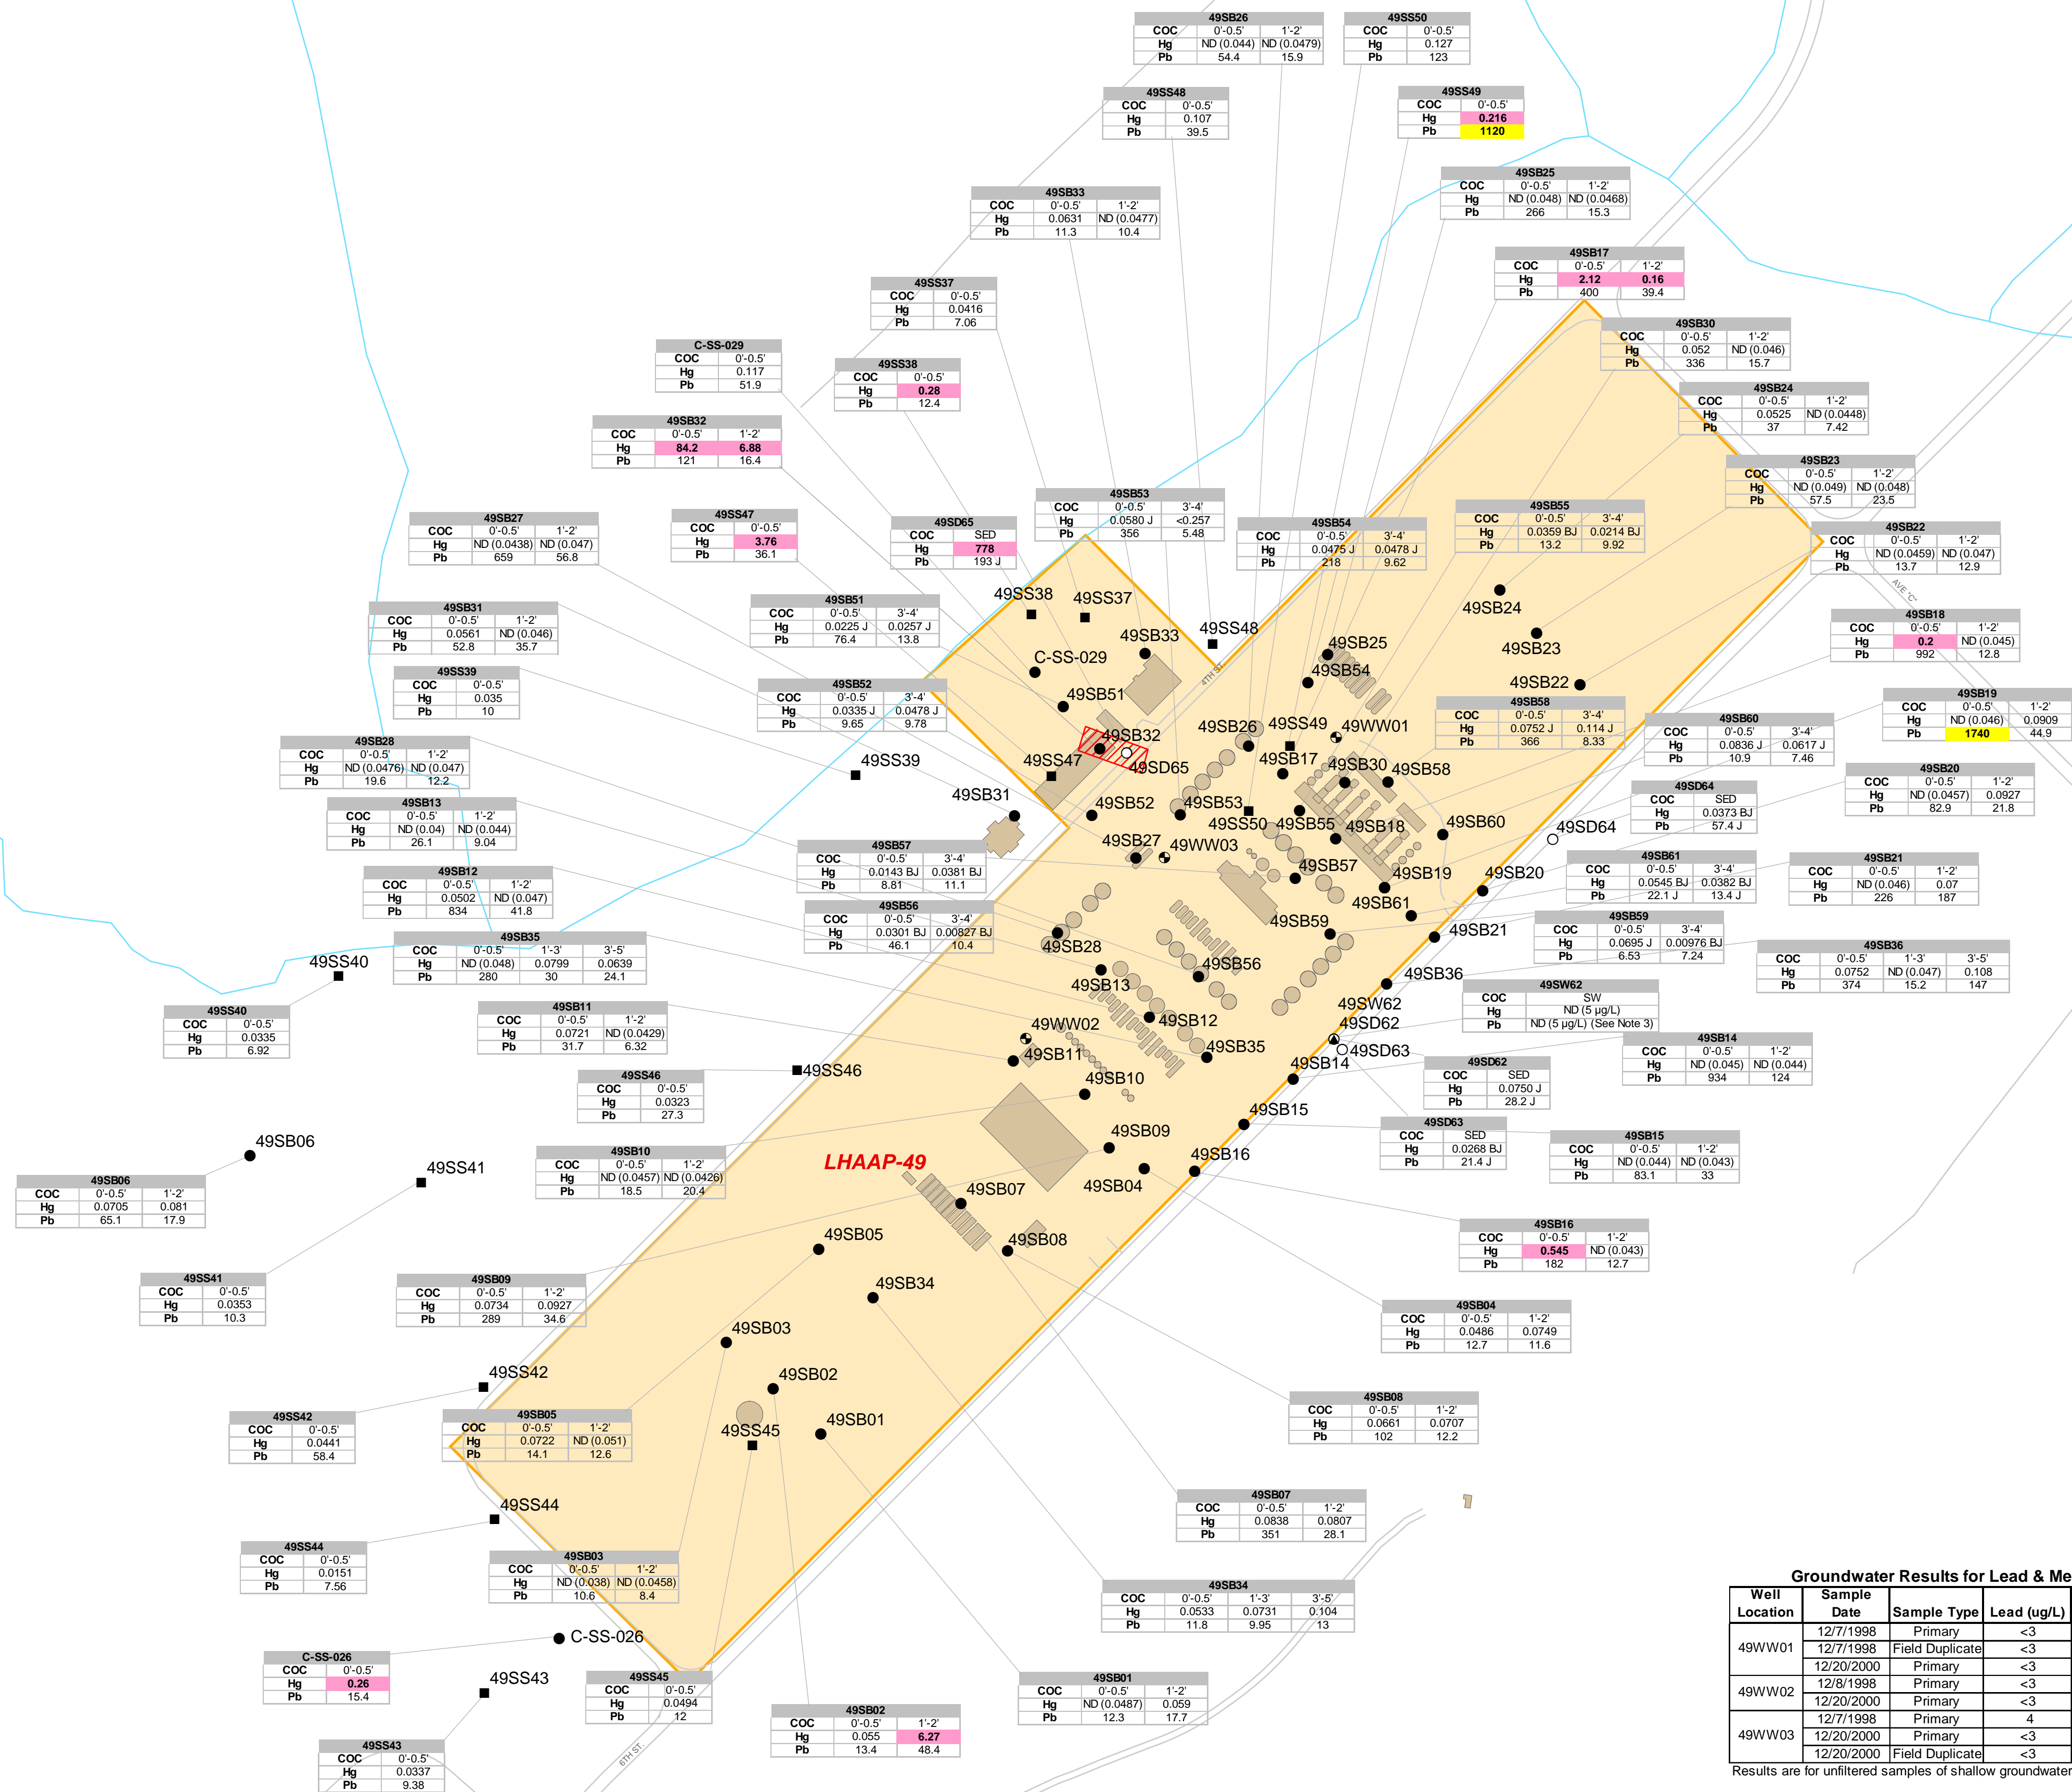 49SB26
COC 0'-0.5' 1'-2'
Hg ND (0.044) ND (0.0479)
Pb 54.4 15.9
49SS50
COC 0'-0.5'
Hg 0.127
Pb 123
49SS48
COC 0'-0.5'
Hg 0.107
Pb 39.5
49SS49
COC 0'-0.5'
Hg 0.216
Pb 1120
49SB25
COC 0'-0.5' 1'-2'
Hg ND (0.048) ND (0.0468)
Pb 266 15.3
49SB33
COC 0'-0.5' 1'-2'
Hg 0.0631 ND (0.0477)
Pb 11.3 10.4
49SB17
COC 0'-0.5' 1'-2'
Hg 2.12 0.16
Pb 400 39.4
49SS37
COC 0'-0.5'
Hg 0.0416
Pb 7.06
49SB30
COC 0'-0.5' 1'-2'
Hg 0.052 ND (0.046)
Pb 336 15.7
C-SS-029
COC 0'-0.5'
Hg 0.117
Pb 51.9
49SS38
COC 0'-0.5'
Hg 0.28
Pb 12.4
49SB24
COC 0'-0.5' 1'-2'
Hg 0.0525 ND (0.0448)
Pb 37 7.42
49SB32
COC 0'-0.5' 1'-2'
Hg 84.2 6.88
Pb 121 16.4
49SB23
COC 0'-0.5' 1'-2'
Hg ND (0.049) ND (0.048)
Pb 57.5 23.5
49SB27
COC 0'-0.5' 1'-2'
Hg ND (0.0438) ND (0.047)
Pb 659 56.8
49SS47
COC 0'-0.5'
Hg 3.76
Pb 36.1
49SD65
COC SED
Hg 778
Pb 193 J
49SB53
COC 0'-0.5' 3'-4'
Hg 0.0580 J <0.257
Pb 356 5.48
49SB54
COC 0'-0.5' 3'-4'
Hg 0.0475 J 0.0478 J
Pb 218 9.62
49SB55
COC 0'-0.5' 3'-4'
Hg 0.0359 BJ 0.0214 BJ
Pb 13.2 9.92
49SB22
COC 0'-0.5' 1'-2'
Hg ND (0.0459) ND (0.047)
Pb 13.7 12.9
AVE "C"
49SB31
COC 0'-0.5' 1'-2'
Hg 0.0561 ND (0.046)
Pb 52.8 35.7
49SB51
COC 0'-0.5' 3'-4'
Hg 0.0225 J 0.0257 J
Pb 76.4 13.8
49SB18
COC 0'-0.5' 1'-2'
Hg 0.2 ND (0.045)
Pb 992 12.8
49SS39
COC 0'-0.5'
Hg 0.035
Pb 10
49SB52
COC 0'-0.5' 3'-4'
Hg 0.0335 J 0.0478 J
Pb 9.65 9.78
49SB58
COC 0'-0.5' 3'-4'
Hg 0.0752 J 0.114 J
Pb 366 8.33
49SB60
COC 0'-0.5' 3'-4'
Hg 0.0836 J 0.0617 J
Pb 10.9 7.46
49SB19
COC 0'-0.5' 1'-2'
Hg ND (0.046) 0.0909
Pb 1740 44.9
49SB28
COC 0'-0.5' 1'-2'
Hg ND (0.0476) ND (0.047)
Pb 19.6 12.2
49SB20
COC 0'-0.5' 1'-2'
Hg ND (0.0457) 0.0927
Pb 82.9 21.8
49SD64
COC SED
Hg 0.0373 BJ
Pb 57.4 J
49SB13
COC 0'-0.5' 1'-2'
Hg ND (0.04) ND (0.044)
Pb 26.1 9.04
49SB57
COC 0'-0.5' 3'-4'
Hg 0.0143 BJ 0.0381 BJ
Pb 8.81 11.1
49SB61
COC 0'-0.5' 3'-4'
Hg 0.0545 BJ 0.0382 BJ
Pb 22.1 J 13.4 J
49SB21
COC 0'-0.5' 1'-2'
Hg ND (0.046) 0.07
Pb 226 187
49SB12
COC 0'-0.5' 1'-2'
Hg 0.0502 ND (0.047)
Pb 834 41.8
49SB56
COC 0'-0.5' 3'-4'
Hg 0.0301 BJ 0.00827 BJ
Pb 46.1 10.4
49SB59
COC 0'-0.5' 3'-4'
Hg 0.0695 J 0.00976 BJ
Pb 6.53 7.24
49SB35
COC 0'-0.5' 1'-3' 3'-5'
Hg ND (0.048) 0.0799 0.0639
Pb 280 30 24.1
49SB36
COC 0'-0.5' 1'-3' 3'-5'
Hg 0.0752 ND (0.047) 0.108
Pb 374 15.2 147
49SW62
COC SW
Hg ND (5 µg/L)
Pb ND (5 µg/L) (See Note 3)
49SS40
COC 0'-0.5'
Hg 0.0335
Pb 6.92
49SB11
COC 0'-0.5' 1'-2'
Hg 0.0721 ND (0.0429)
Pb 31.7 6.32
49SB14
COC 0'-0.5' 1'-2'
Hg ND (0.045) ND (0.044)
Pb 934 124
49SD62
COC SED
Hg 0.0750 J
Pb 28.2 J
49SS46
COC 0'-0.5'
Hg 0.0323
Pb 27.3
49SD63
COC SED
Hg 0.0268 BJ
Pb 21.4 J
49SB15
COC 0'-0.5' 1'-2'
Hg ND (0.044) ND (0.043)
Pb 83.1 33
49SB10
COC 0'-0.5' 1'-2'
Hg ND (0.0457) ND (0.0426)
Pb 18.5 20.4
49SB06
COC 0'-0.5' 1'-2'
Hg 0.0705 0.081
Pb 65.1 17.9
49SB16
COC 0'-0.5' 1'-2'
Hg 0.545 ND (0.043)
Pb 182 12.7
49SS41
COC 0'-0.5'
Hg 0.0353
Pb 10.3
49SB09
COC 0'-0.5' 1'-2'
Hg 0.0734 0.0927
Pb 289 34.6
49SB04
COC 0'-0.5' 1'-2'
Hg 0.0486 0.0749
Pb 12.7 11.6
49SB08
COC 0'-0.5' 1'-2'
Hg 0.0661 0.0707
Pb 102 12.2
49SS42
COC 0'-0.5'
Hg 0.0441
Pb 58.4
49SB05
COC 0'-0.5' 1'-2'
Hg 0.0722 ND (0.051)
Pb 14.1 12.6
49SB07
COC 0'-0.5' 1'-2'
Hg 0.0838 0.0807
Pb 351 28.1
49SS44
COC 0'-0.5'
Hg 0.0151
Pb 7.56
49SB03
COC 0'-0.5' 1'-2'
Hg ND (0.038) ND (0.0458)
Pb 10.6 8.4
49SB34
COC 0'-0.5' 1'-3' 3'-5'
Hg 0.0533 0.0731 0.104
Pb 11.8 9.95 13
C-SS-026
COC 0'-0.5'
Hg 0.26
Pb 15.4
49SS45
COC 0'-0.5'
Hg 0.0494
Pb 12
49SB01
COC 0'-0.5' 1'-2'
Hg ND (0.0487) 0.059
Pb 12.3 17.7
49SB02
COC 0'-0.5' 1'-2'
Hg 0.055 6.27
Pb 13.4 48.4
49SS43
COC 0'-0.5'
Hg 0.0337
Pb 9.38
49SS38
49SS37
49SB24
49SS48
49SB33
49SB25
49SB23
C-SS-029
4TH ST.
49SB54
49SB22
49SB51
49SB26
49SS49
49WW01
49SB32
49SS39
49SS47
49SD65
49SB17
49SB30
49SB58
49SB31
49SB52
49SB53
49SS50
49SB55
49SB18
49SB60
49SD64
49SB27
49WW03
49SB57
49SB19
49SB20
49SB61
49SB59
49SB21
49SB28
49SS40
49SB56
49SB36
49SB13
49SW62
49SB12
49WW02
49SD62
49SB11
49SB35
49SD63
49SB14
49SS46
49SB10
49SB15
49SB06
49SB09
49SB16
LHAAP-49
49SS41
49SB04
49SB07
49SB05
49SB08
49SB34
49SB03
49SS42
49SB02
49SB01
49SS45
49SS44
C-SS-026
49SS43
6TH ST.
Groundwater Results for Lead & Me
Well Location Sample Date Sample Type Lead (ug/L)
49WW01 12/7/1998 Primary <3
12/7/1998 Field Duplicate <3
12/20/2000 Primary <3
49WW02 12/8/1998 Primary <3
12/20/2000 Primary <3
49WW03 12/7/1998 Primary 4
12/20/2000 Primary <3
12/20/2000 Field Duplicate <3
Results are for unfiltered samples of shallow groundwater